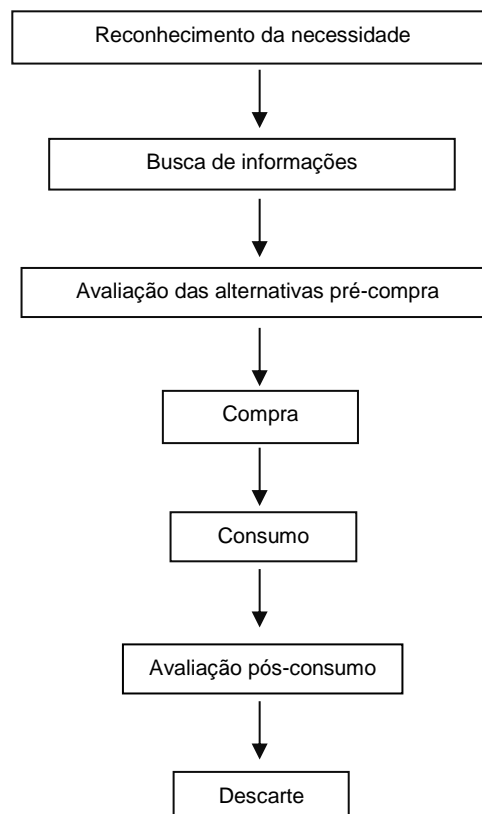 Reconhecimento da necessidade
Busca de informações
Avaliação das alternativas pré-compra
Compra
Consumo
Avaliação pós-consumo
Descarte